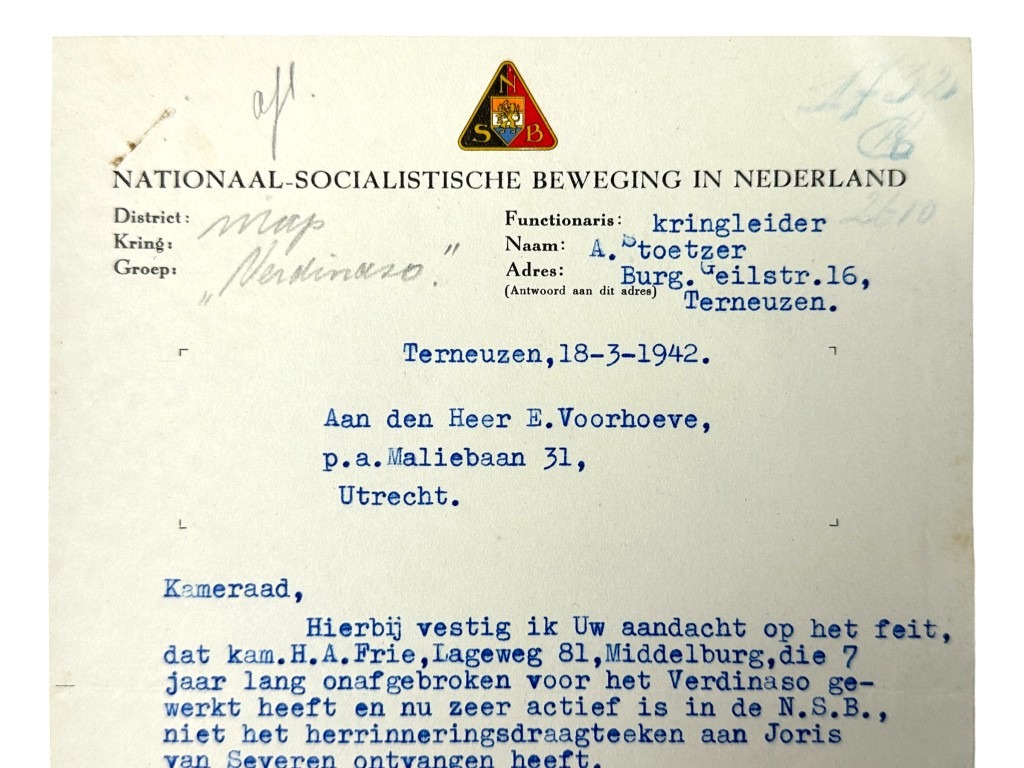 afl.
N
S B
NATIONAAL-SOCIALISTISCHE BEWEGING IN NEDERLAND
District:
Kring:
Groep:
map
„Verdinaso."
Functionaris: kringleider
Naam: A. Stoetzer
Adres: Burg.Geilstr.16,
(Antwoord aan dit adres) Terneuzen.
Terneuzen,18-3-1942.
Aan den Heer E.Voorhoeve,
p.a.Maliebaan 31,
Utrecht.
Kameraad,
Hierbij vestig ik Uw aandacht op het feit,
dat kam.H.A.Frie,Lageweg 81,Middelburg,die 7
jaar lang onafgebroken voor het Verdinaso ge-
werkt heeft en nu zeer actief is in de N.S.B.,
niet het herrinneringsdraagteeken aan Joris
van Severen ontvangen heeft.